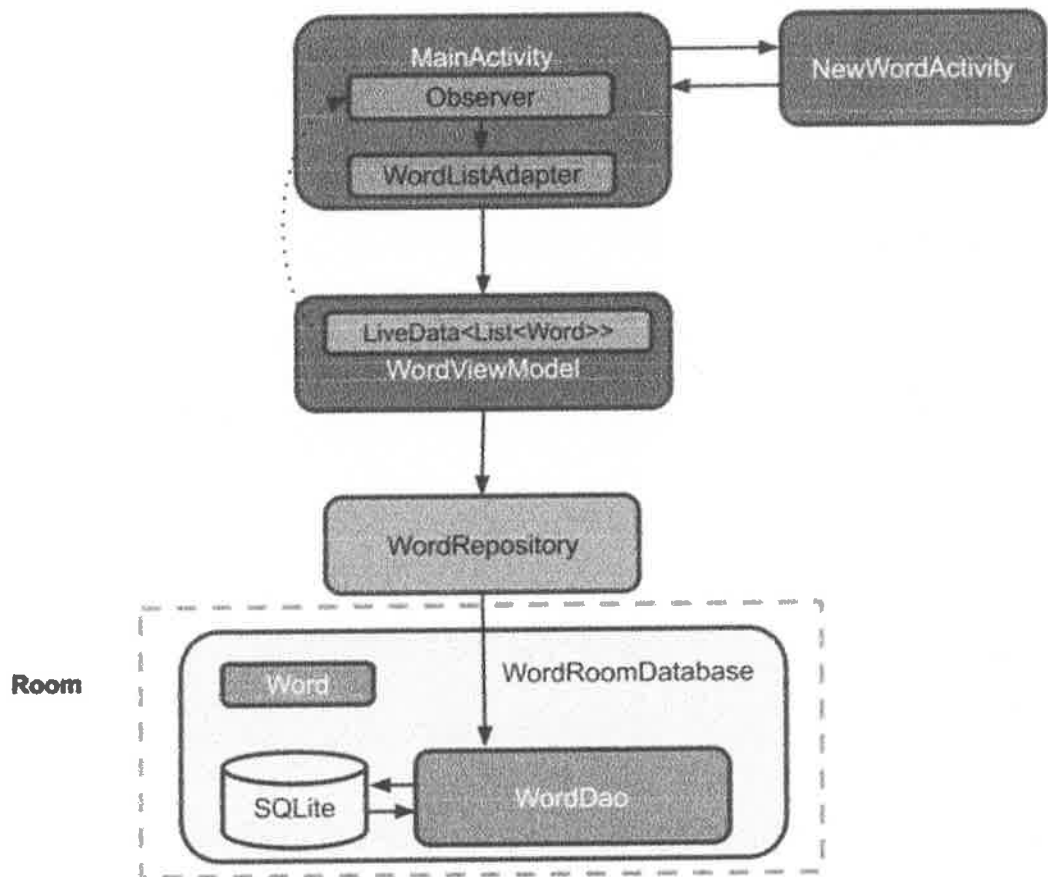 MainActivity
NewWordActivity
Observer
WordListAdapter
LiveData<List<Word>>
WordViewModel
WordRepository
Room
Word
WordRoomDatabase
SQLite
WordDao